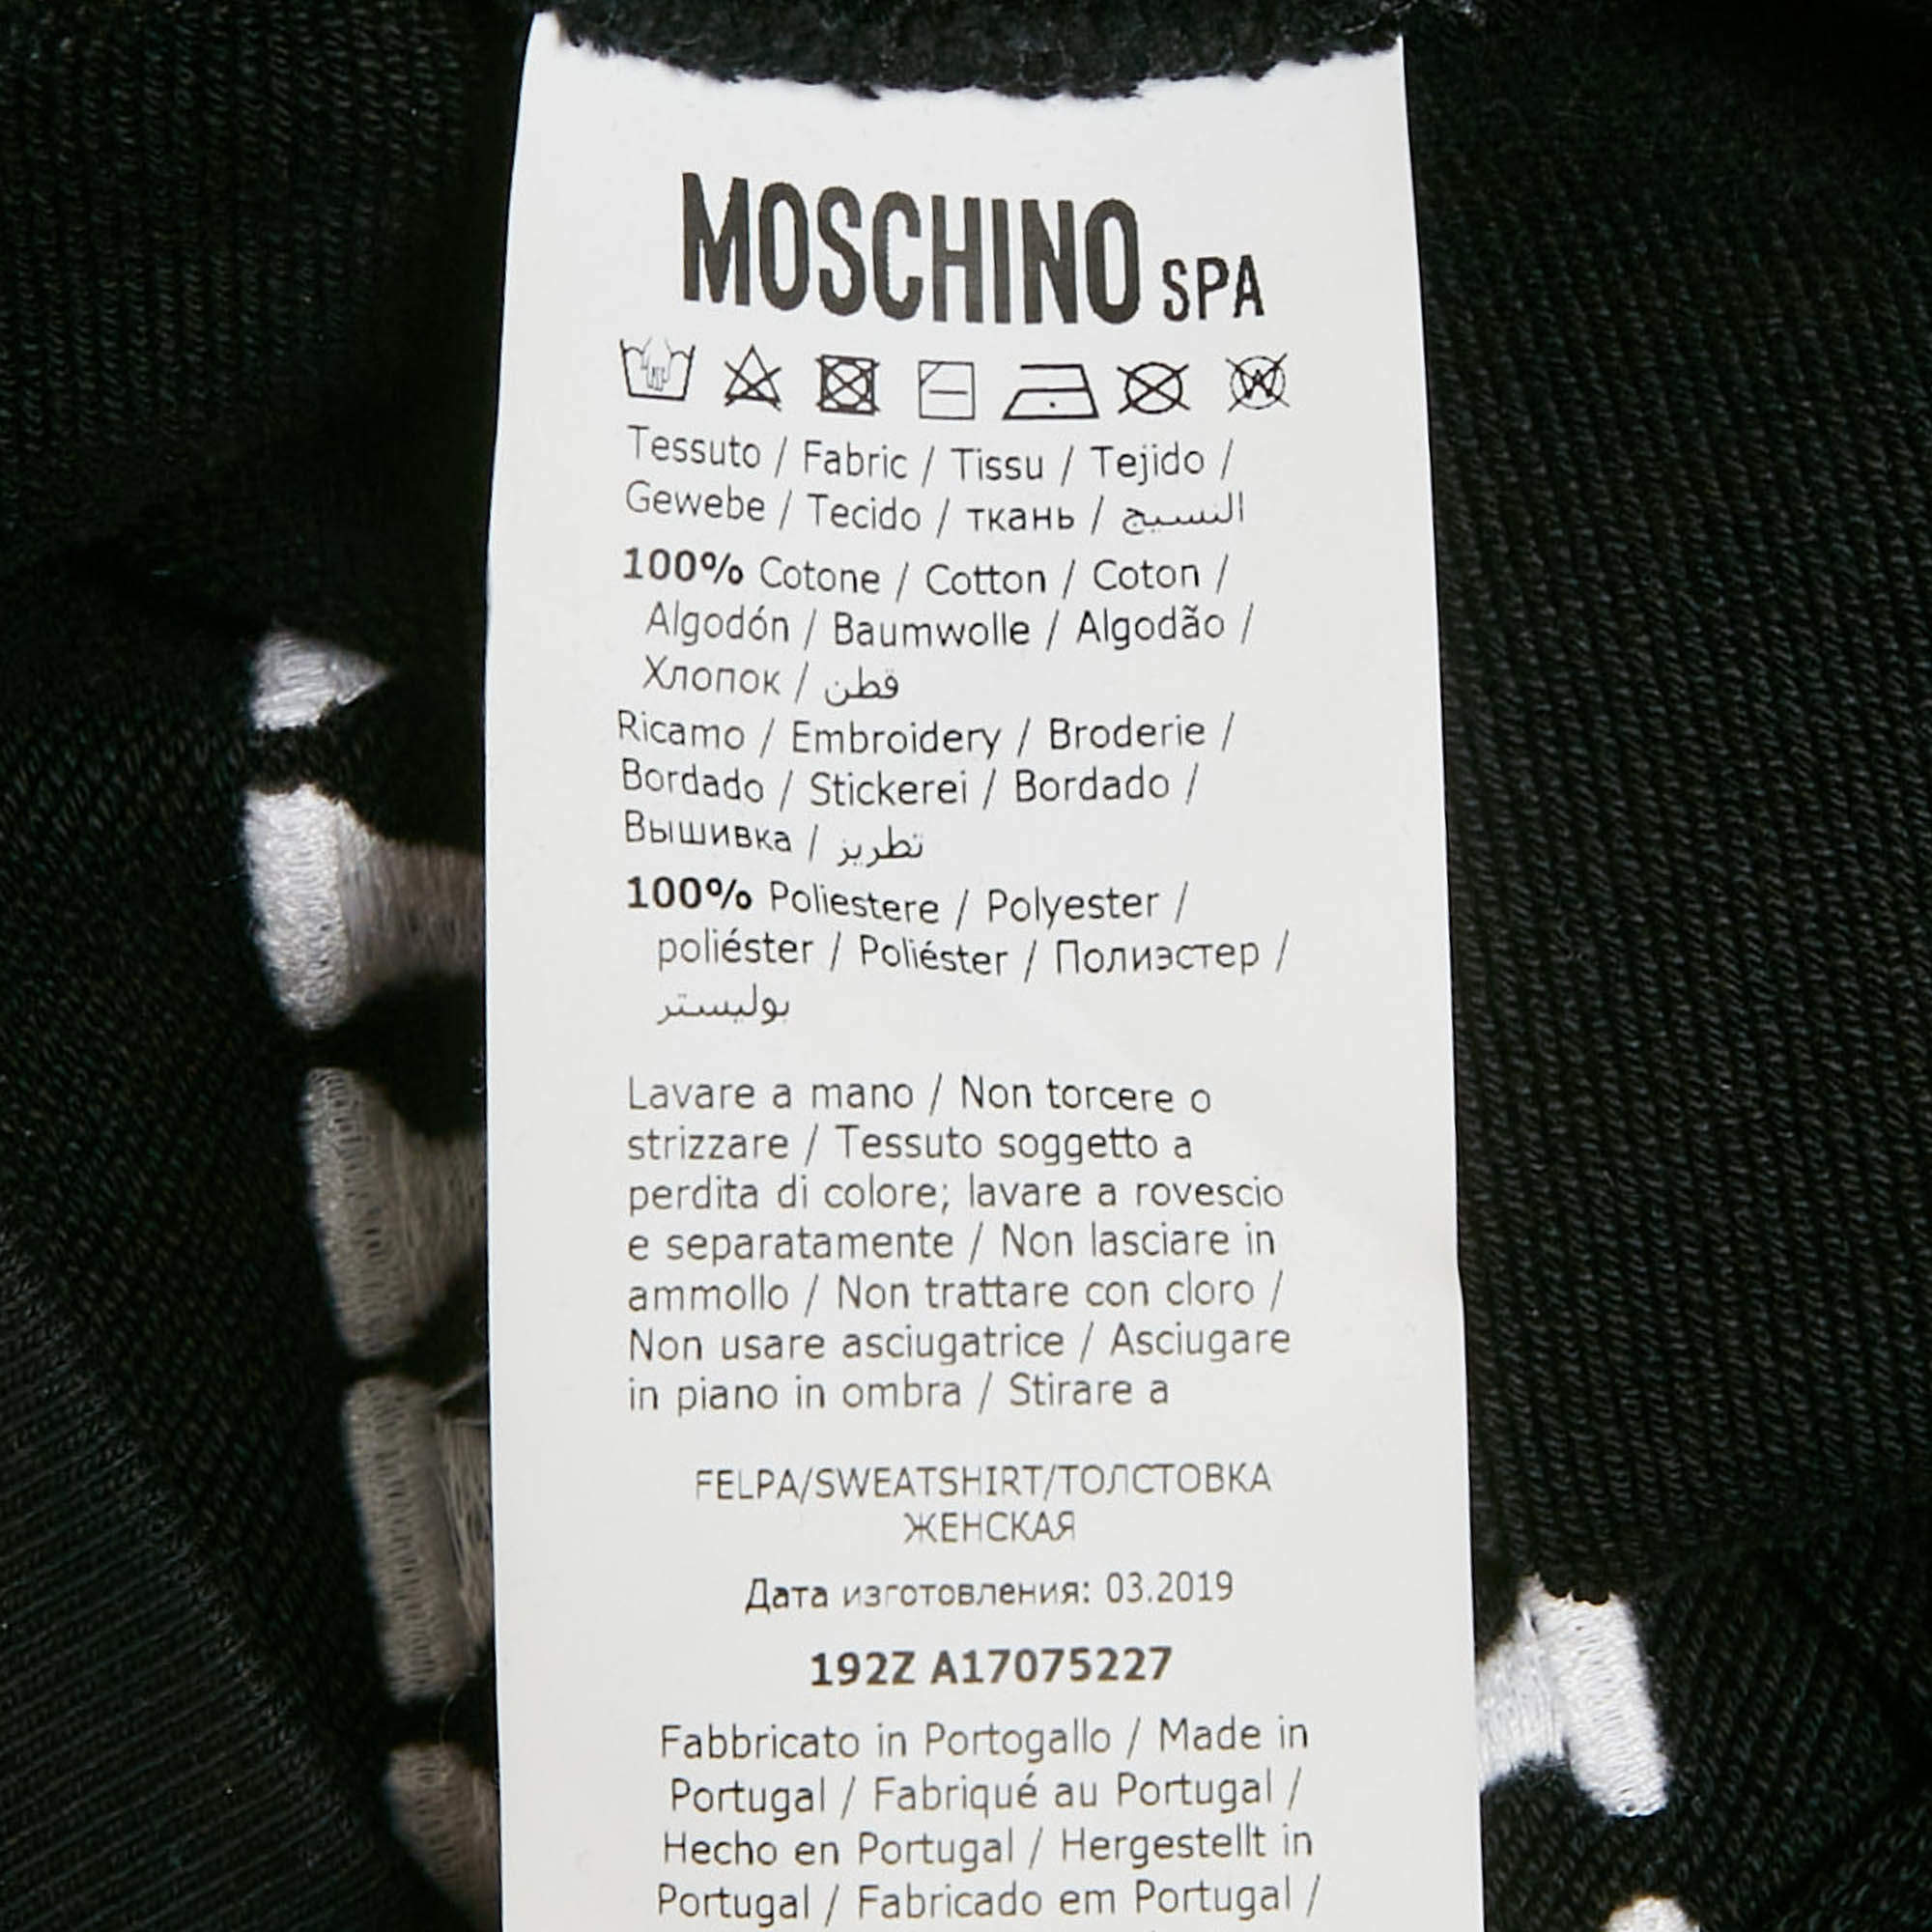 MOSCHINO SPA
Tessuto / Fabric / Tissu / Tejido /
Gewebe / Tecido / ткань / النسيج
100% Cotone / Cotton / Coton /
Algodón / Baumwolle / Algodão /
Хлопок / قطن
Ricamo / Embroidery / Broderie /
Bordado / Stickerei / Bordado /
Вышивка / تطريز
100% Poliestere / Polyester /
poliéster / Poliéster / Полиэстер /
بوليستر
Lavare a mano / Non torcere o
strizzare / Tessuto soggetto a
perdita di colore; lavare a rovescio
e separatamente / Non lasciare in
ammollo / Non trattare con cloro /
Non usare asciugatrice / Asciugare
in piano in ombra / Stirare a
FELPA/SWEATSHIRT/ТОЛСТОВКА
ЖЕНСКАЯ
Дата изготовления: 03.2019
192Z A17075227
Fabbricato in Portogallo / Made in
Portugal / Fabriqué au Portugal /
Hecho en Portugal / Hergestellt in
Portugal / Fabricado em Portugal /